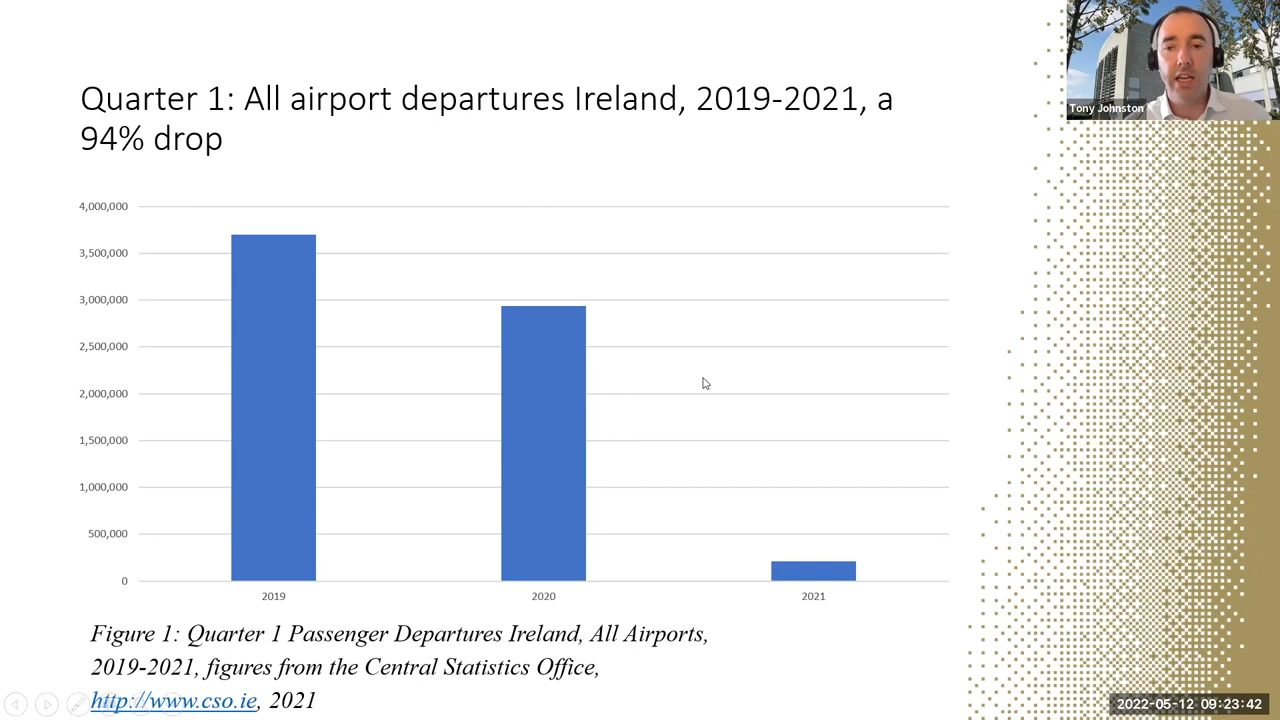 Quarter 1: All airport departures Ireland, 2019-2021, a
94% drop
Tony Johnston
4,000,000
3,500,000
3,000,000
2,500,000
2,000,000
1,500,000
1,000,000
500,000
0
2019
2020
2021
Figure 1: Quarter 1 Passenger Departures Ireland, All Airports,
2019-2021, figures from the Central Statistics Office,
http://www.cso.ie, 2021
2022-05-12 09:23:42